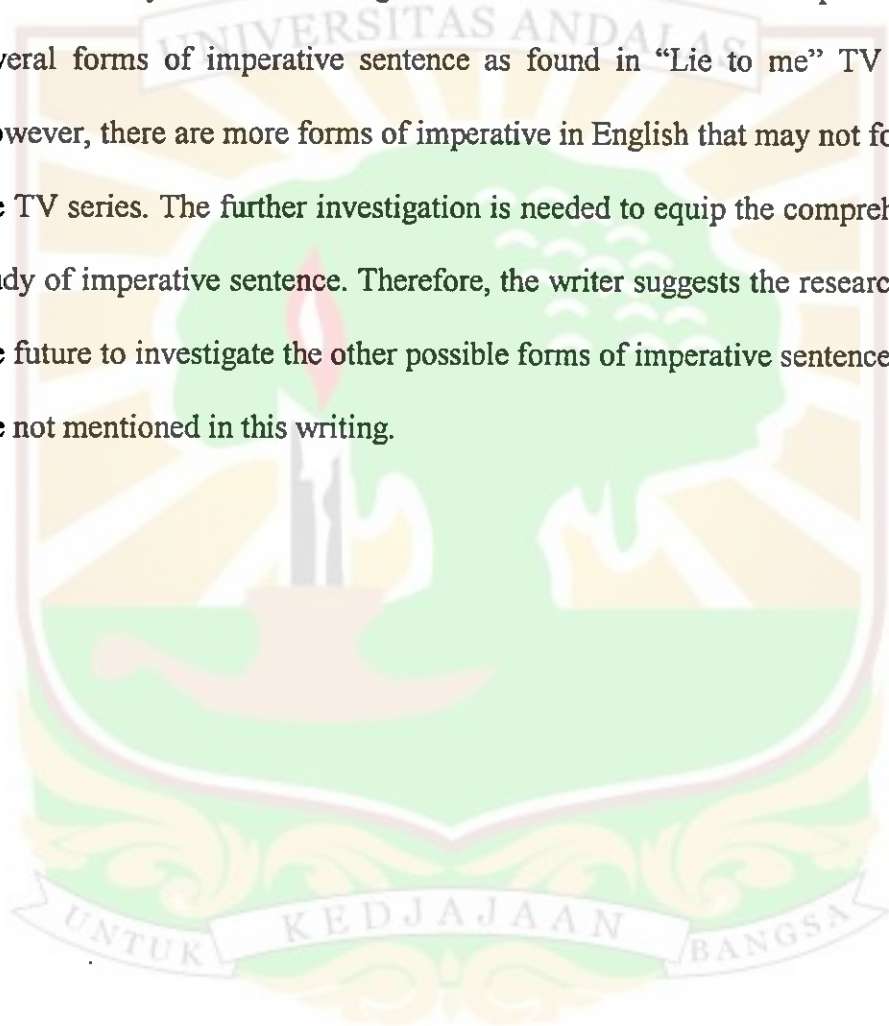 UNIVERSITAS ANDALAS
veral forms of imperative sentence as found in “Lie to me” TV
owever, there are more forms of imperative in English that may not fo
e TV series. The further investigation is needed to equip the compreh
idy of imperative sentence. Therefore, the writer suggests the researc
e future to investigate the other possible forms of imperative sentence
e not mentioned in this writing.
UNTUK KEDJAJAAN BANGSA